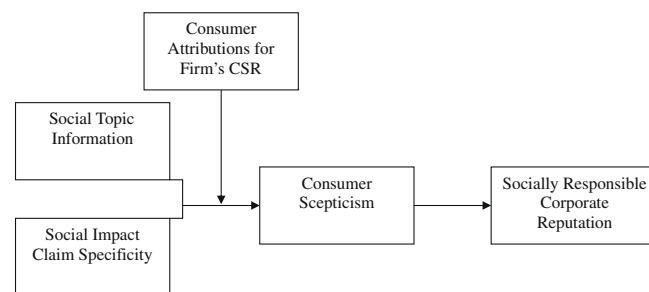 Consumer
Attributions for
Firm's CSR
Social Topic
Information
Social Impact
Claim Specificity
Consumer
Scepticism
Socially Responsible
Corporate
Reputation